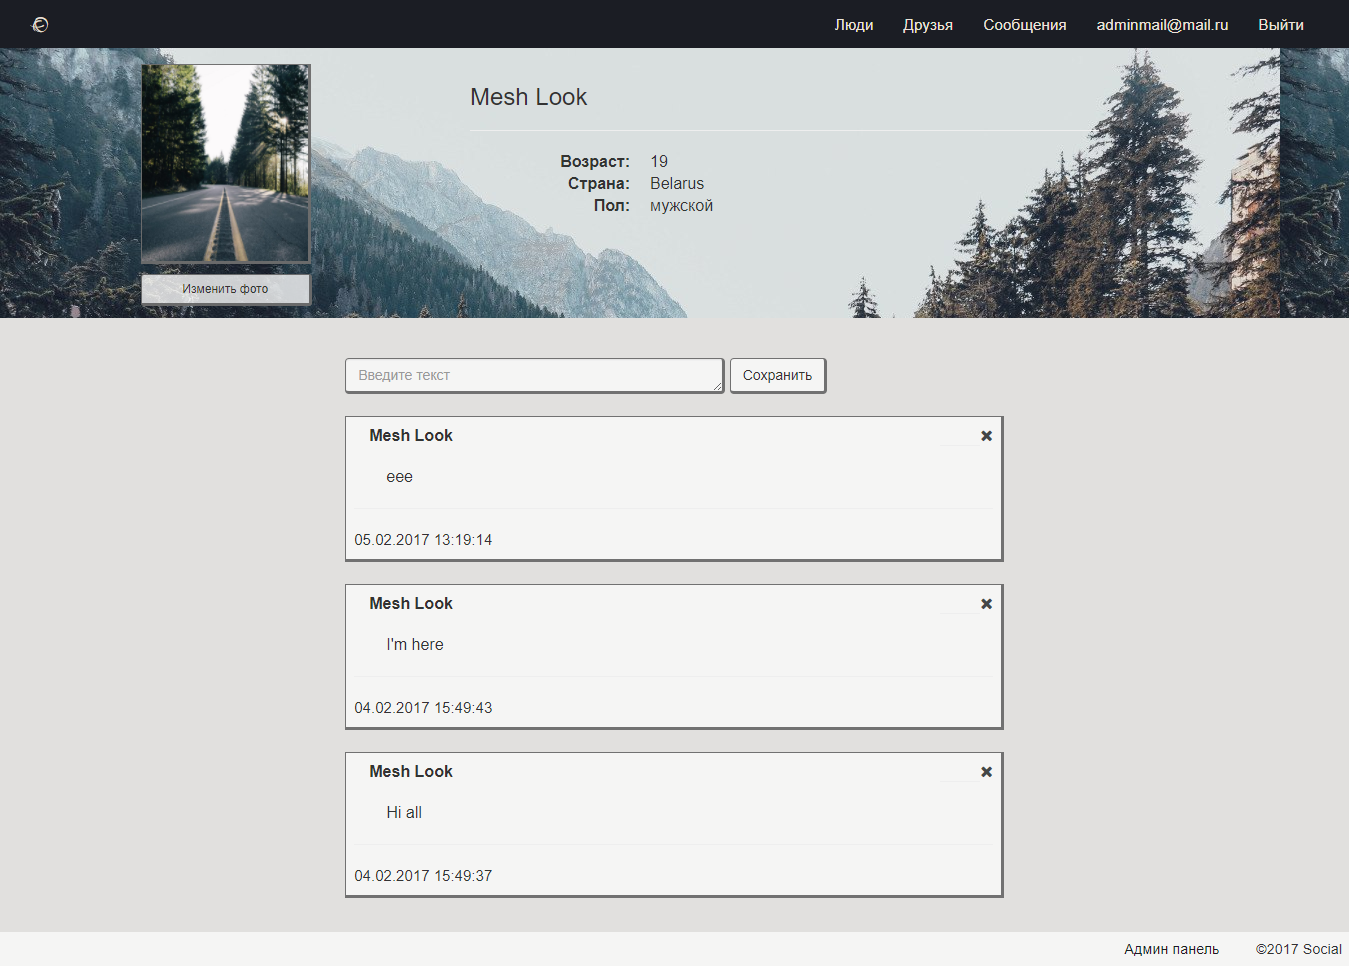 Люди Друзья Сообщения adminmail@mail.ru Выйти
Mesh Look
Возраст: 19
Страна: Belarus
Пол: мужской
Изменить фото
Введите текст Сохранить
Mesh Look
eee
05.02.2017 13:19:14
Mesh Look
I'm here
04.02.2017 15:49:43
Mesh Look
Hi all
04.02.2017 15:49:37
Админ панель ©2017 Social